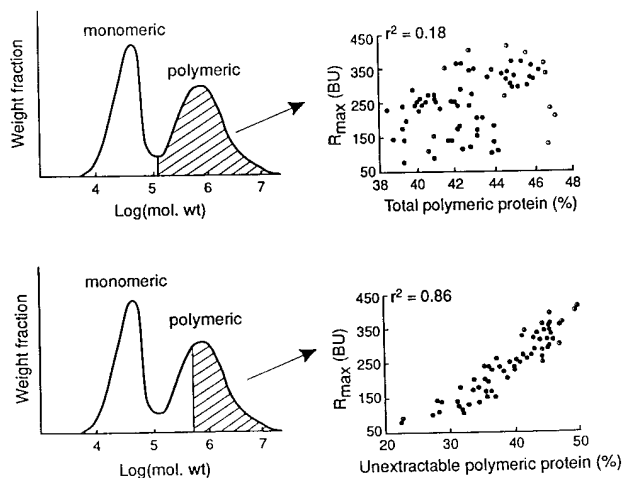 monomeric
polymeric
Weight fraction
4 5 6 7
Log(mol. wt)
r² = 0.18
Rmax (BU)
450
350
250
150
50
38 40 42 44 46 48
Total polymeric protein (%)
monomeric
polymeric
Weight fraction
4 5 6 7
Log(mol. wt)
r² = 0.86
Rmax (BU)
450
350
250
150
50
20 30 40 50
Unextractable polymeric protein (%)